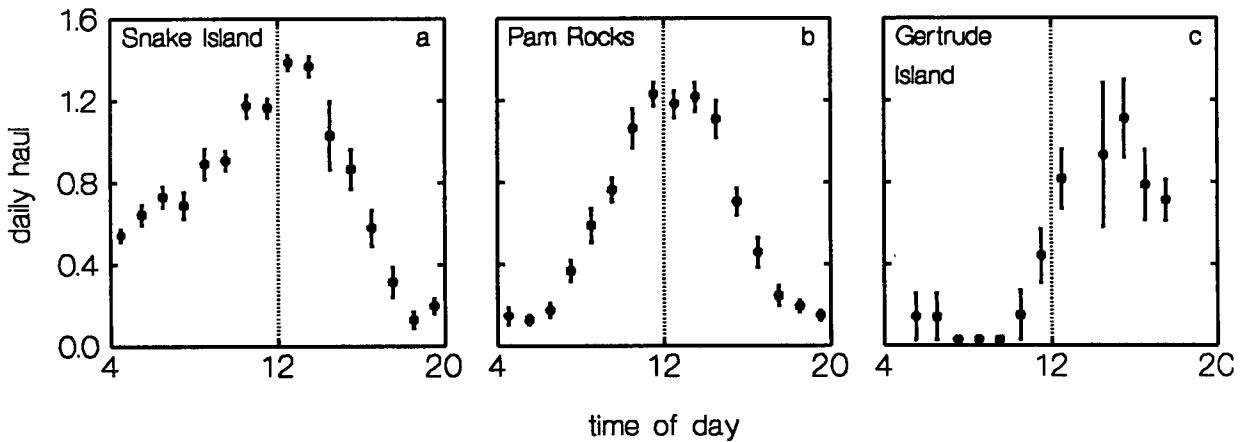 daily haul
1.6
1.2
0.8
0.4
0.0
Snake Island a
4 12 20
Pam Rocks b
4 12 20
Gertrude c
Island
4 12 20
time of day